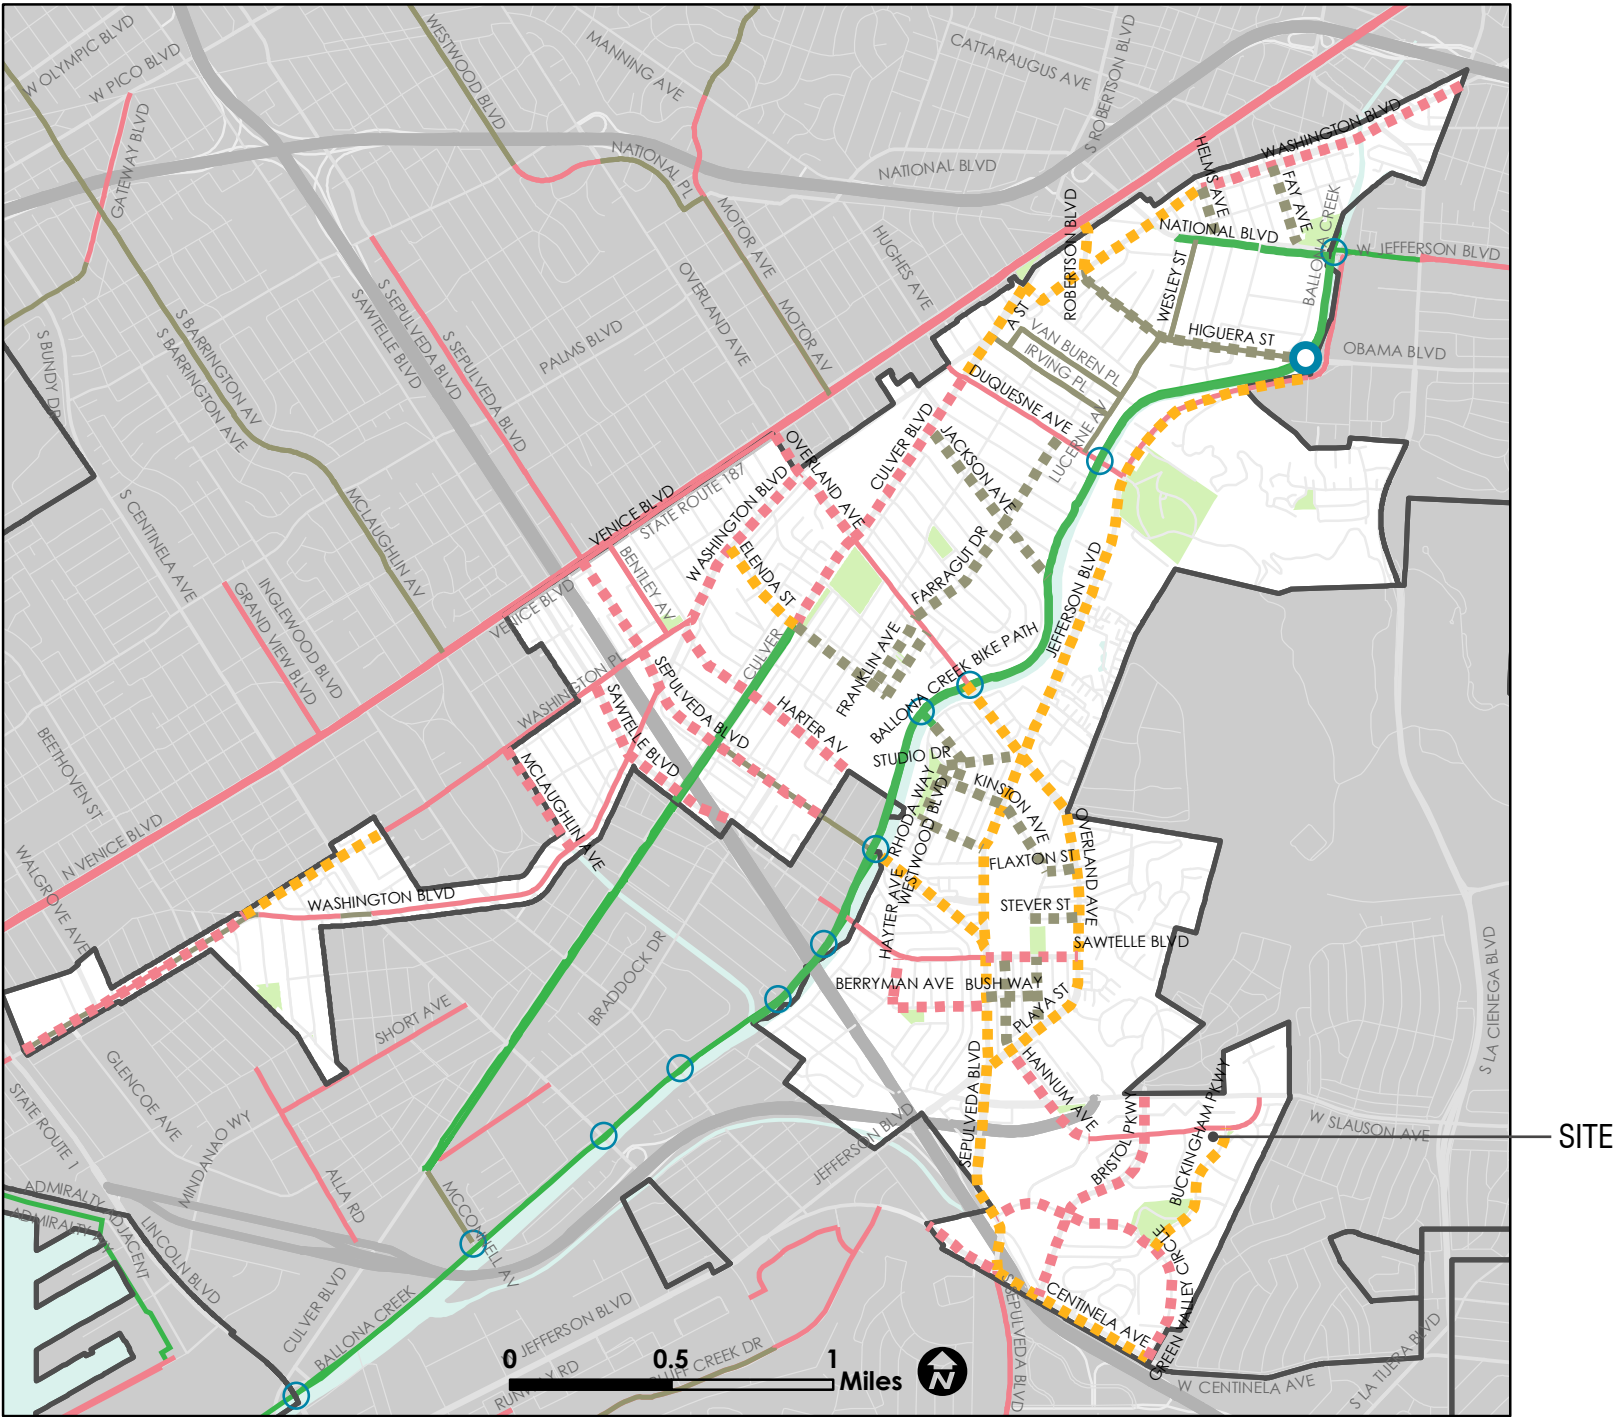 W OLYMPIC BLVD
W PICO BLVD
GATEWAY BLVD
WESTWOOD BLVD
MANNING AVE
CATTARAUGUS AVE
S ROBERTSON BLVD
NATIONAL PL
NATIONAL BLVD
MOTOR AVE
HUGHES AVE
OVERLAND AVE
MOTOR AV
PALMS BLVD
S SEPULVEDA BLVD
SAWTELLE BLVD
S SEPULVEDA BLVD
S BARRINGTON AV
S BARRINGTON AVE
S BUNDY DR
MCLAUGHLIN AV
S CENTINELA AVE
INGLEWOOD BLVD
GRAND VIEW BLVD
BEETHOVEN ST
N VENICE BLVD
WALGROVE AVE
HELMS AVE
WASHINGTON BLVD
FAY AVE
ROBERTSON BLVD
NATIONAL BLVD
W JEFFERSON BLVD
BALLONA CREEK
WESLEY ST
HIGUERA ST
OBAMA BLVD
A ST
VAN BUREN PL
IRVING PL
DUQUESNE AVE
LUCERNE AV
CULVER BLVD
JACKSON AVE
OVERLAND AVE
WASHINGTON BLVD
VENICE BLVD
STATE ROUTE 187
BENTLEY AV
ELENDA ST
FARRAGUT DR
FRANKLIN AVE
JEFFERSON BLVD
BALLONA CREEK BIKE PATH
VENICE BLVD
WASHINGTON PL
CULVER
SEPULVEDA BLVD
SAWTELLE BLVD
HARTER AV
MCLAUGHLIN AVE
WASHINGTON BLVD
STUDIO DR
KINSTON AVE
RHODA WAY
WESTWOOD BLVD
HAYTER AVE
FLAXTON ST
OVERLAND AVE
STEVER ST
SAWTELLE BLVD
BERRYMAN AVE
BUSH WAY
PLAYA ST
HANNUM AVE
SEPULVEDA BLVD
BRISTOL PKWY
BUCKINGHAM PKWY
W SLAUSON AVE
SITE
S LA CIENEGA BLVD
BRADDOCK DR
SHORT AVE
GLENCOE AVE
MINDANAO WY
STATE ROUTE 1
ALLA RD
ADMIRALTY
ADMIRALTY WY
ADJACENT
LINCOLN BLVD
MCCONNELL AV
JEFFERSON BLVD
CULVER BLVD
BALLONA CREEK
JEFFERSON BLVD
BLUFF CREEK DR
SEPULVEDA BLVD
CENTINELA AVE
GREEN VALLEY CIRCLE
W CENTINELA AVE
S LA TIJERA BLVD
0 0.5 1
Miles
N